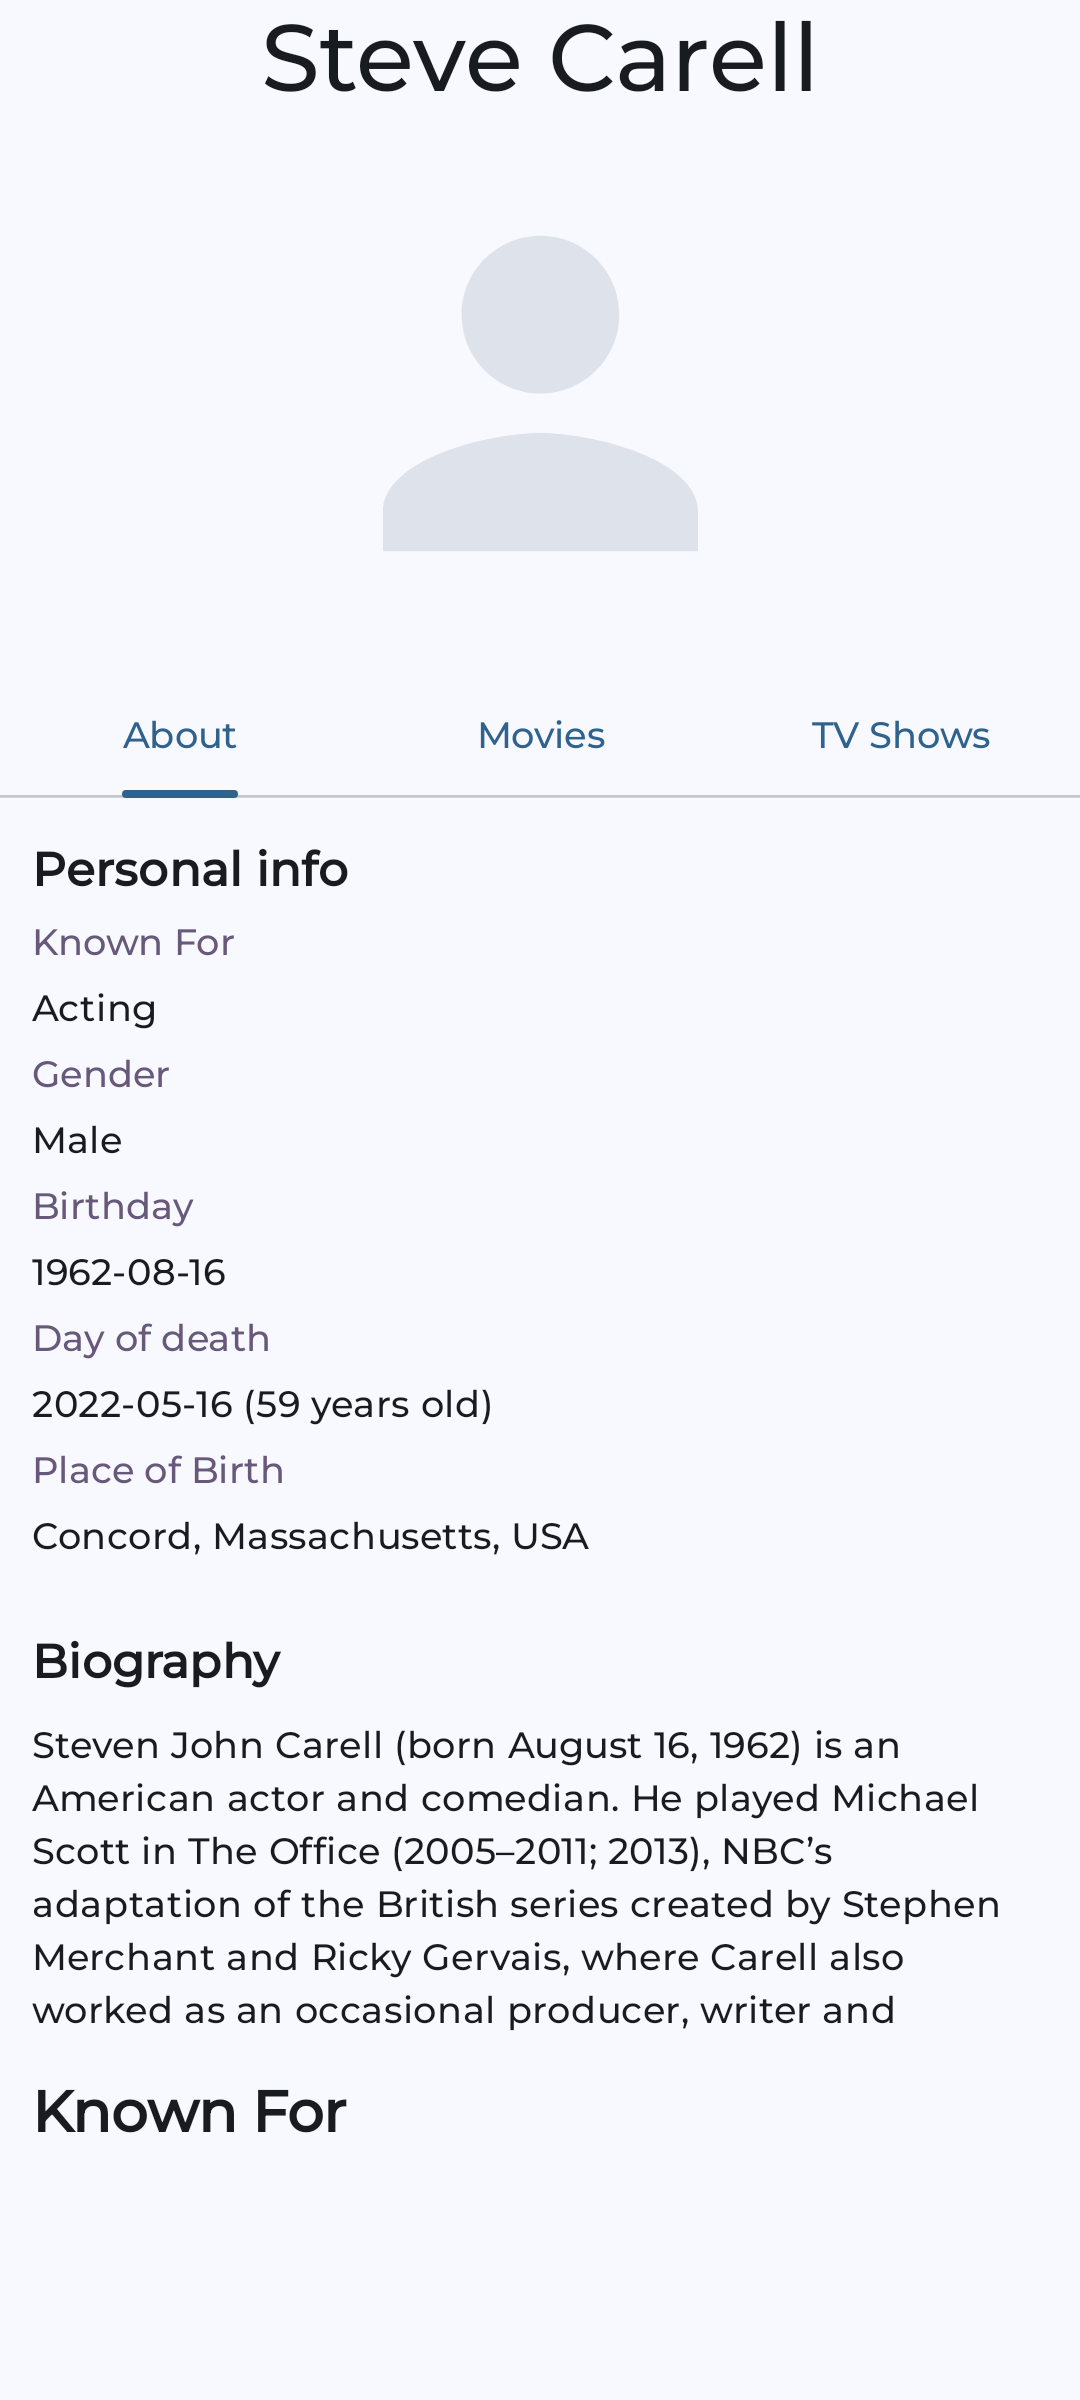 Steve Carell
About
Movies
TV Shows
Personal info
Known For
Acting
Gender
Male
Birthday
1962-08-16
Day of death
2022-05-16 (59 years old)
Place of Birth
Concord, Massachusetts, USA
Biography
Steven John Carell (born August 16, 1962) is an
American actor and comedian. He played Michael
Scott in The Office (2005–2011; 2013), NBC’s
adaptation of the British series created by Stephen
Merchant and Ricky Gervais, where Carell also
worked as an occasional producer, writer and
Known For